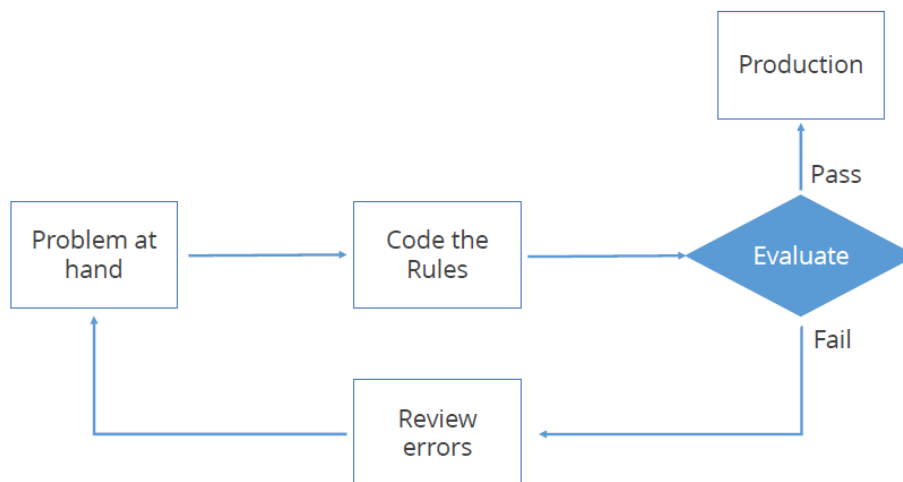 Production
Pass
Problem at
hand
Code the
Rules
Evaluate
Fail
Review
errors